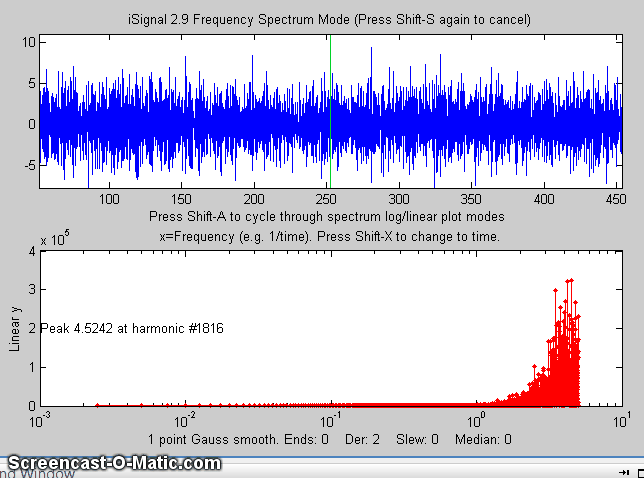 iSignal 2.9 Frequency Spectrum Mode (Press Shift-S again to cancel)
10
5
0
-5
100 150 200 250 300 350 400 450
Press Shift-A to cycle through spectrum log/linear plot modes
x=Frequency (e.g. 1/time). Press Shift-X to change to time.
x 10^5
4
3
2
1
0
Linear y
Peak 4.5242 at harmonic #1816
10^-3 10^-2 10^-1 10^0 10^1
1 point Gauss smooth. Ends: 0 Der: 2 Slew: 0 Median: 0
Screencast-O-Matic.com
Window